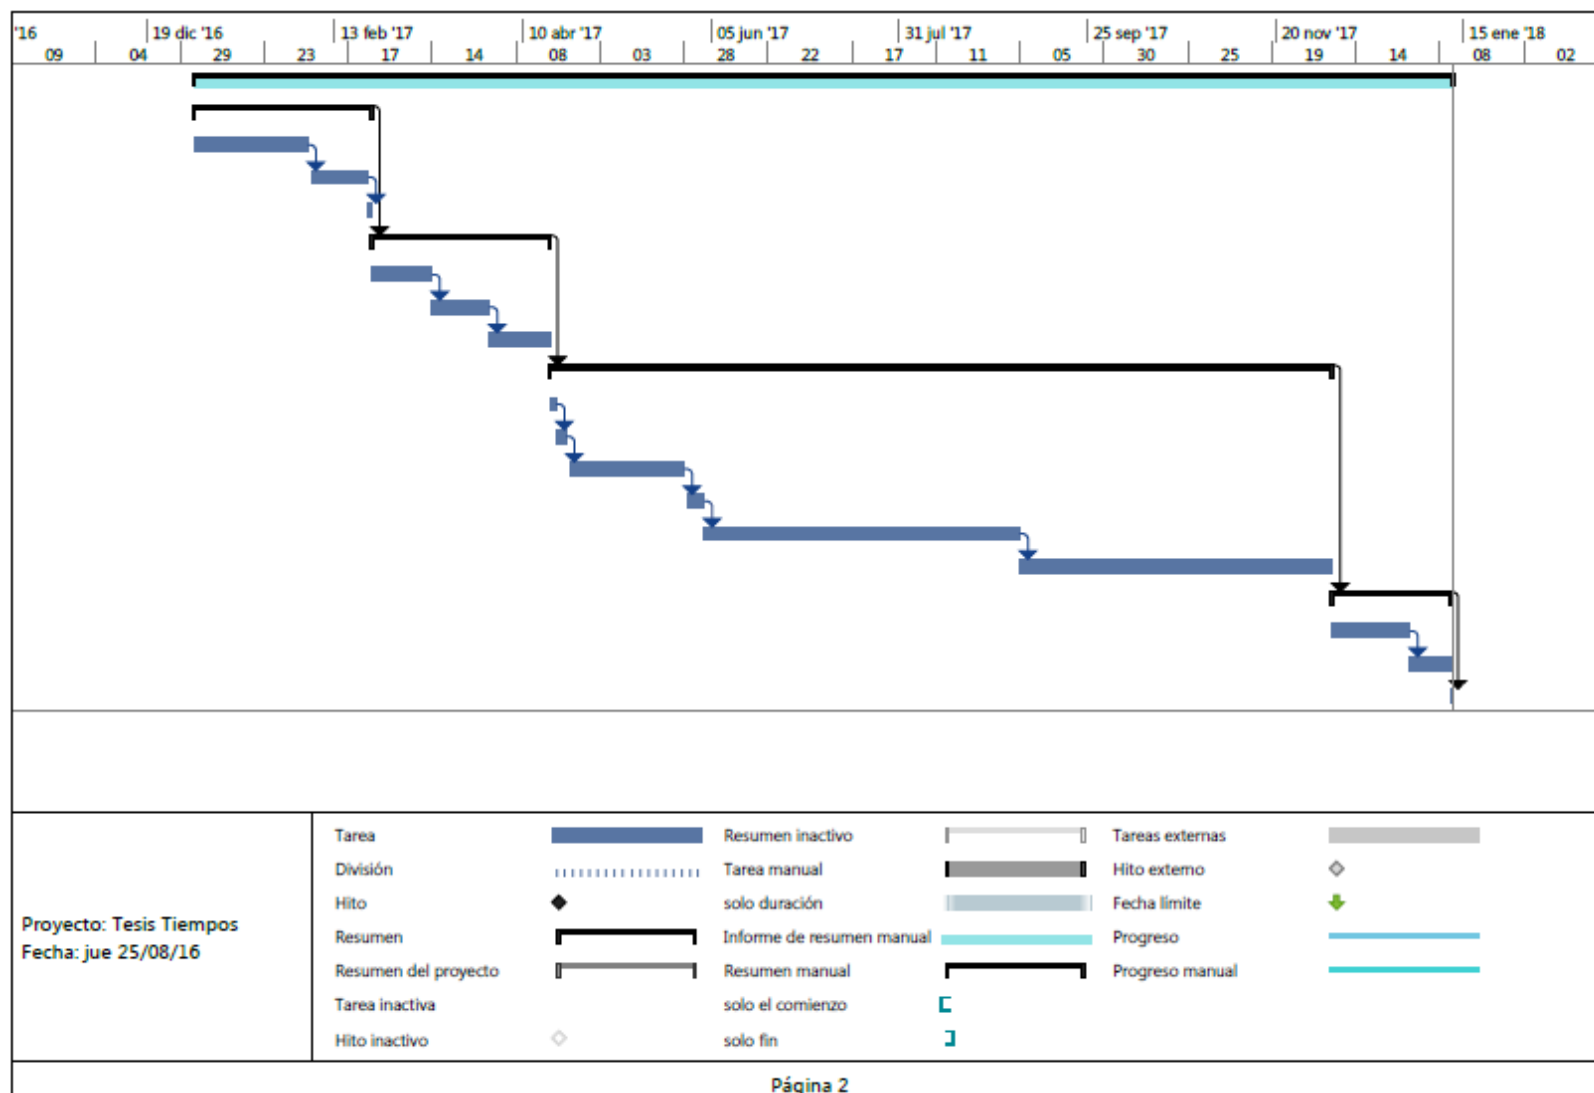 '16 19 dic '16 13 feb '17 10 abr '17 05 jun '17 31 jul '17 25 sep '17 20 nov '17 15 ene '18
09 04 29 23 17 14 08 03 28 22 17 11 05 30 25 19 14 08 02
Proyecto: Tesis Tiempos
Fecha: jue 25/08/16
Tarea Resumen inactivo Tareas externas
División Tarea manual Hito externo
Hito solo duración Fecha límite
Resumen Informe de resumen manual Progreso
Resumen del proyecto Resumen manual Progreso manual
Tarea inactiva solo el comienzo
Hito inactivo solo fin
Página 2